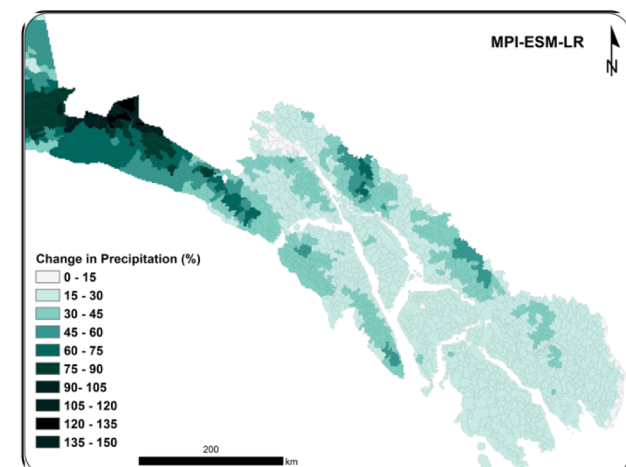 MPI-ESM-LR
N
Change in Precipitation (%)
0 - 15
15 - 30
30 - 45
45 - 60
60 - 75
75 - 90
90- 105
105 - 120
120 - 135
135 - 150
200
km